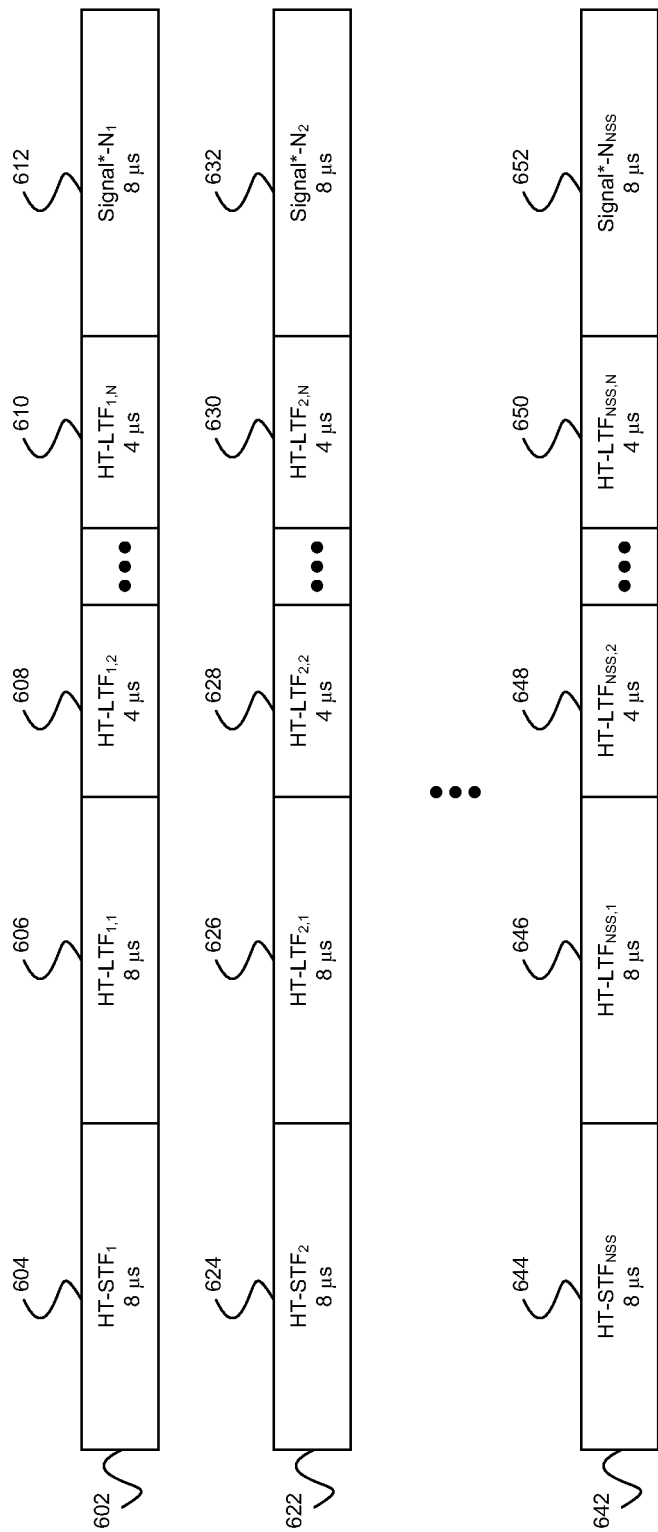 604
606
608
610
612
602
HT-STF₁
8 μs
HT-LTF₁,₁
8 μs
HT-LTF₁,₂
4 μs
HT-LTF₁,N
4 μs
Signal*-N₁
8 μs
624
626
628
630
632
622
HT-STF₂
8 μs
HT-LTF₂,₁
8 μs
HT-LTF₂,₂
4 μs
HT-LTF₂,N
4 μs
Signal*-N₂
8 μs
644
646
648
650
652
642
HT-STFNSS
8 μs
HT-LTFNSS,1
8 μs
HT-LTFNSS,2
4 μs
HT-LTFNSS,N
4 μs
Signal*-NNSS
8 μs